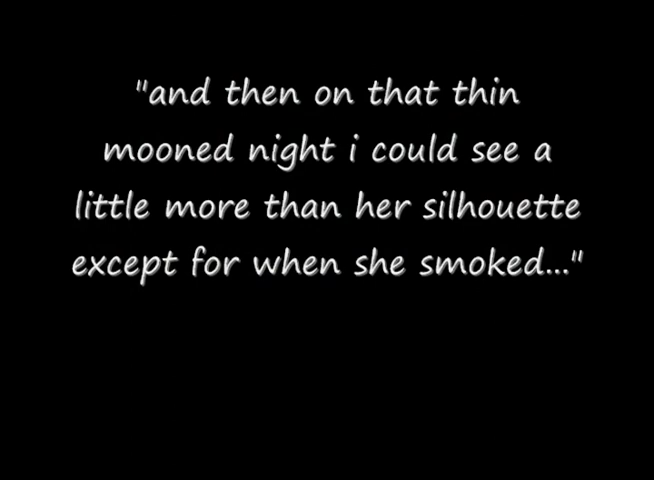 "and then on that thin
mooned night i could see a
little more than her silhouette
except for when she smoked..."